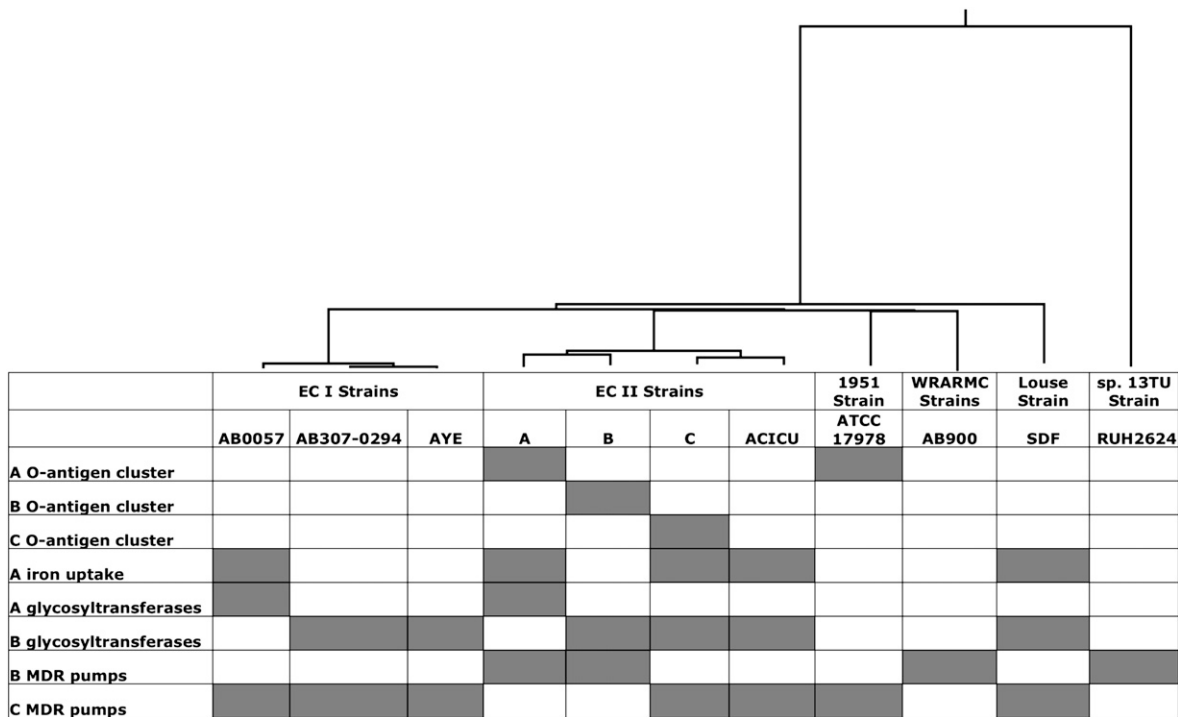 EC I Strains EC II Strains 1951 Strain WRARMC Strains Louse Strain sp. 13TU Strain
AB0057 AB307-0294 AYE A B C ACICU ATCC 17978 AB900 SDF RUH2624
A O-antigen cluster
B O-antigen cluster
C O-antigen cluster
A iron uptake
A glycosyltransferases
B glycosyltransferases
B MDR pumps
C MDR pumps